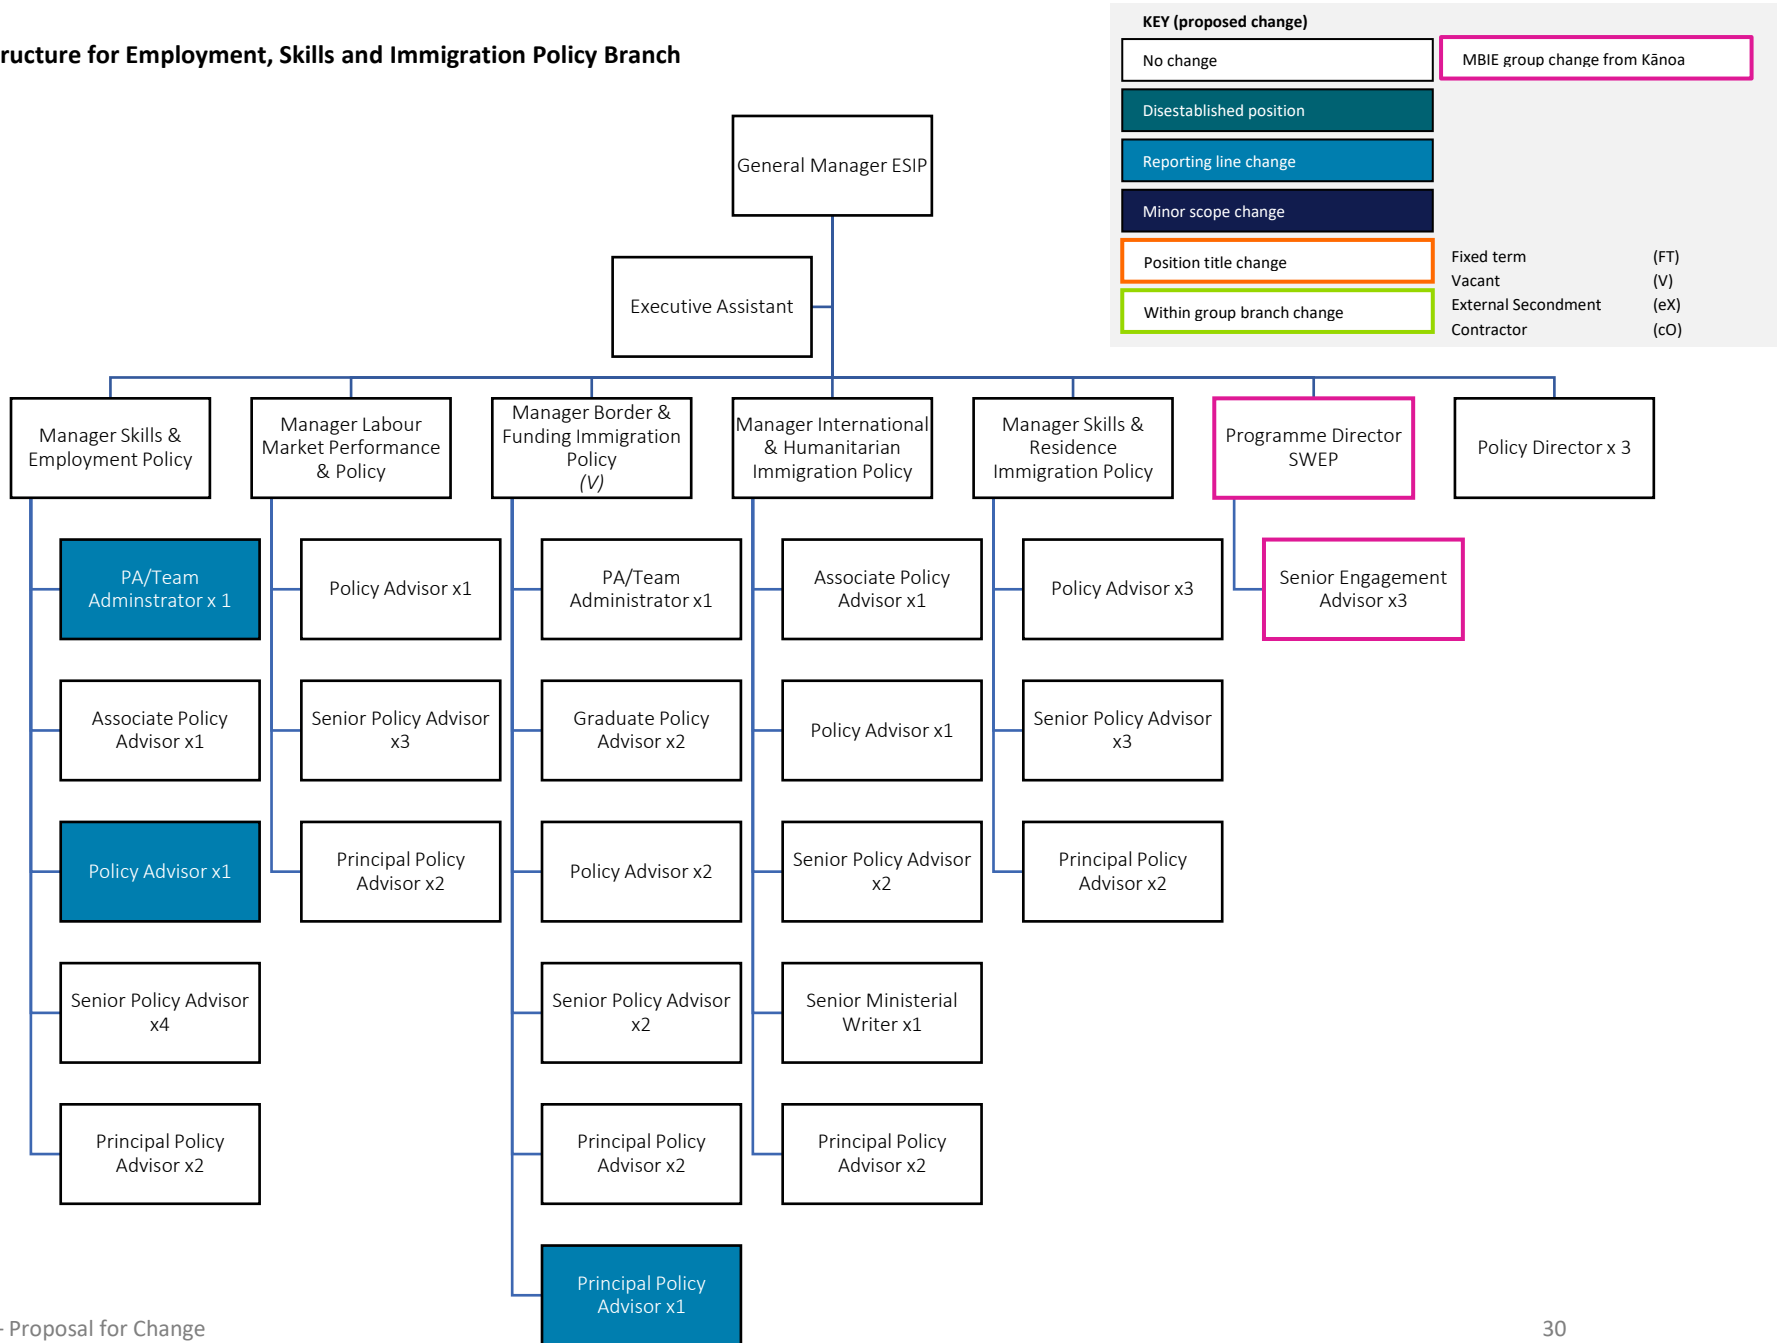 ructure for Employment, Skills and Immigration Policy Branch
KEY (proposed change)
No change
MBIE group change from Kānoa
Disestablished position
Reporting line change
Minor scope change
Position title change
Within group branch change
Fixed term (FT)
Vacant (V)
External Secondment (eX)
Contractor (cO)
General Manager ESIP
Executive Assistant
Manager Skills &
Employment Policy
Manager Labour
Market Performance
& Policy
Manager Border &
Funding Immigration
Policy
(V)
Manager International
& Humanitarian
Immigration Policy
Manager Skills &
Residence
Immigration Policy
Programme Director
SWEP
Policy Director x 3
PA/Team
Adminstrator x 1
Associate Policy
Advisor x1
Policy Advisor x1
Senior Policy Advisor
x4
Principal Policy
Advisor x2
Policy Advisor x1
Senior Policy Advisor
x3
Principal Policy
Advisor x2
PA/Team
Administrator x1
Graduate Policy
Advisor x2
Policy Advisor x2
Senior Policy Advisor
x2
Principal Policy
Advisor x2
Principal Policy
Advisor x1
Associate Policy
Advisor x1
Policy Advisor x1
Senior Policy Advisor
x2
Senior Ministerial
Writer x1
Principal Policy
Advisor x2
Policy Advisor x3
Senior Policy Advisor
x3
Principal Policy
Advisor x2
Senior Engagement
Advisor x3
- Proposal for Change
30